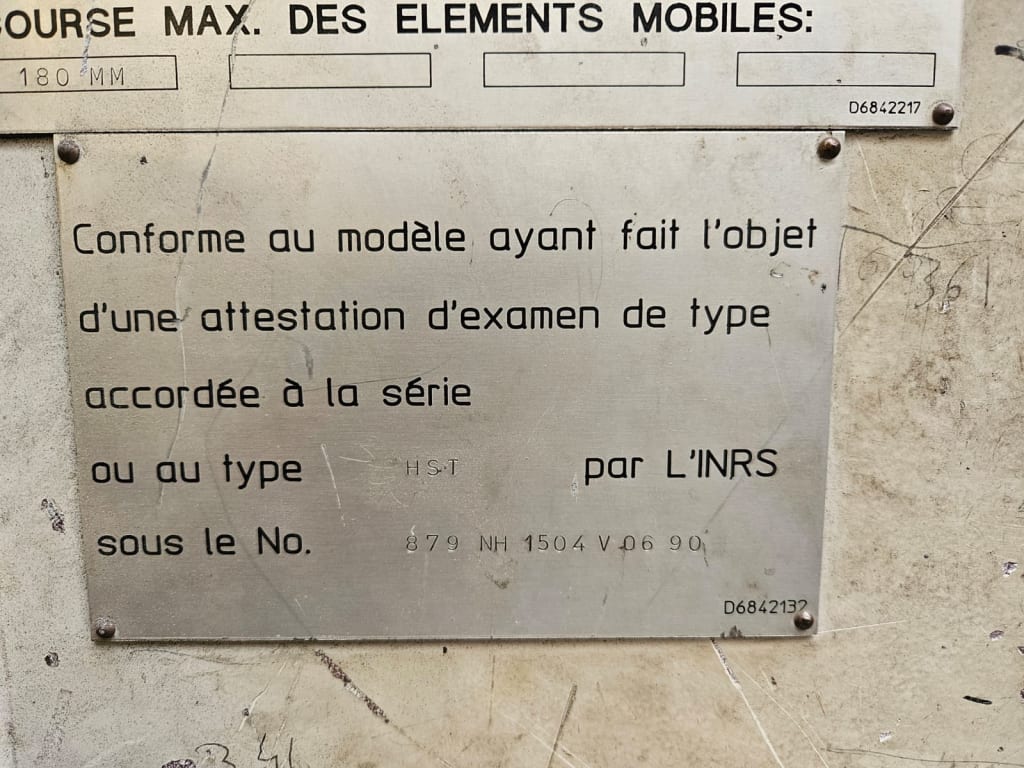 COURSE MAX. DES ELEMENTS MOBILES:
180 MM
D6842217
Conforme au modèle ayant fait l'objet
d'une attestation d'examen de type
accordée à la série
ou au type HST par L'INRS
sous le No. 879 NH 1504 V 06 90
D6842132